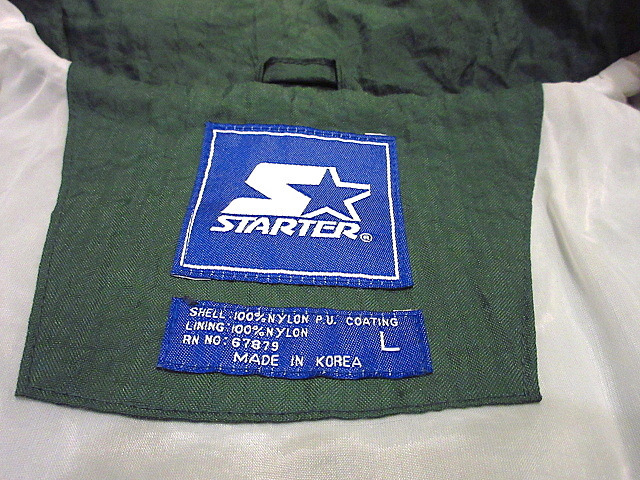 STARTER®
SHELL:100% NYLON P.U. COATING
LINING:100% NYLON
RN NO:67879
L
MADE IN KOREA